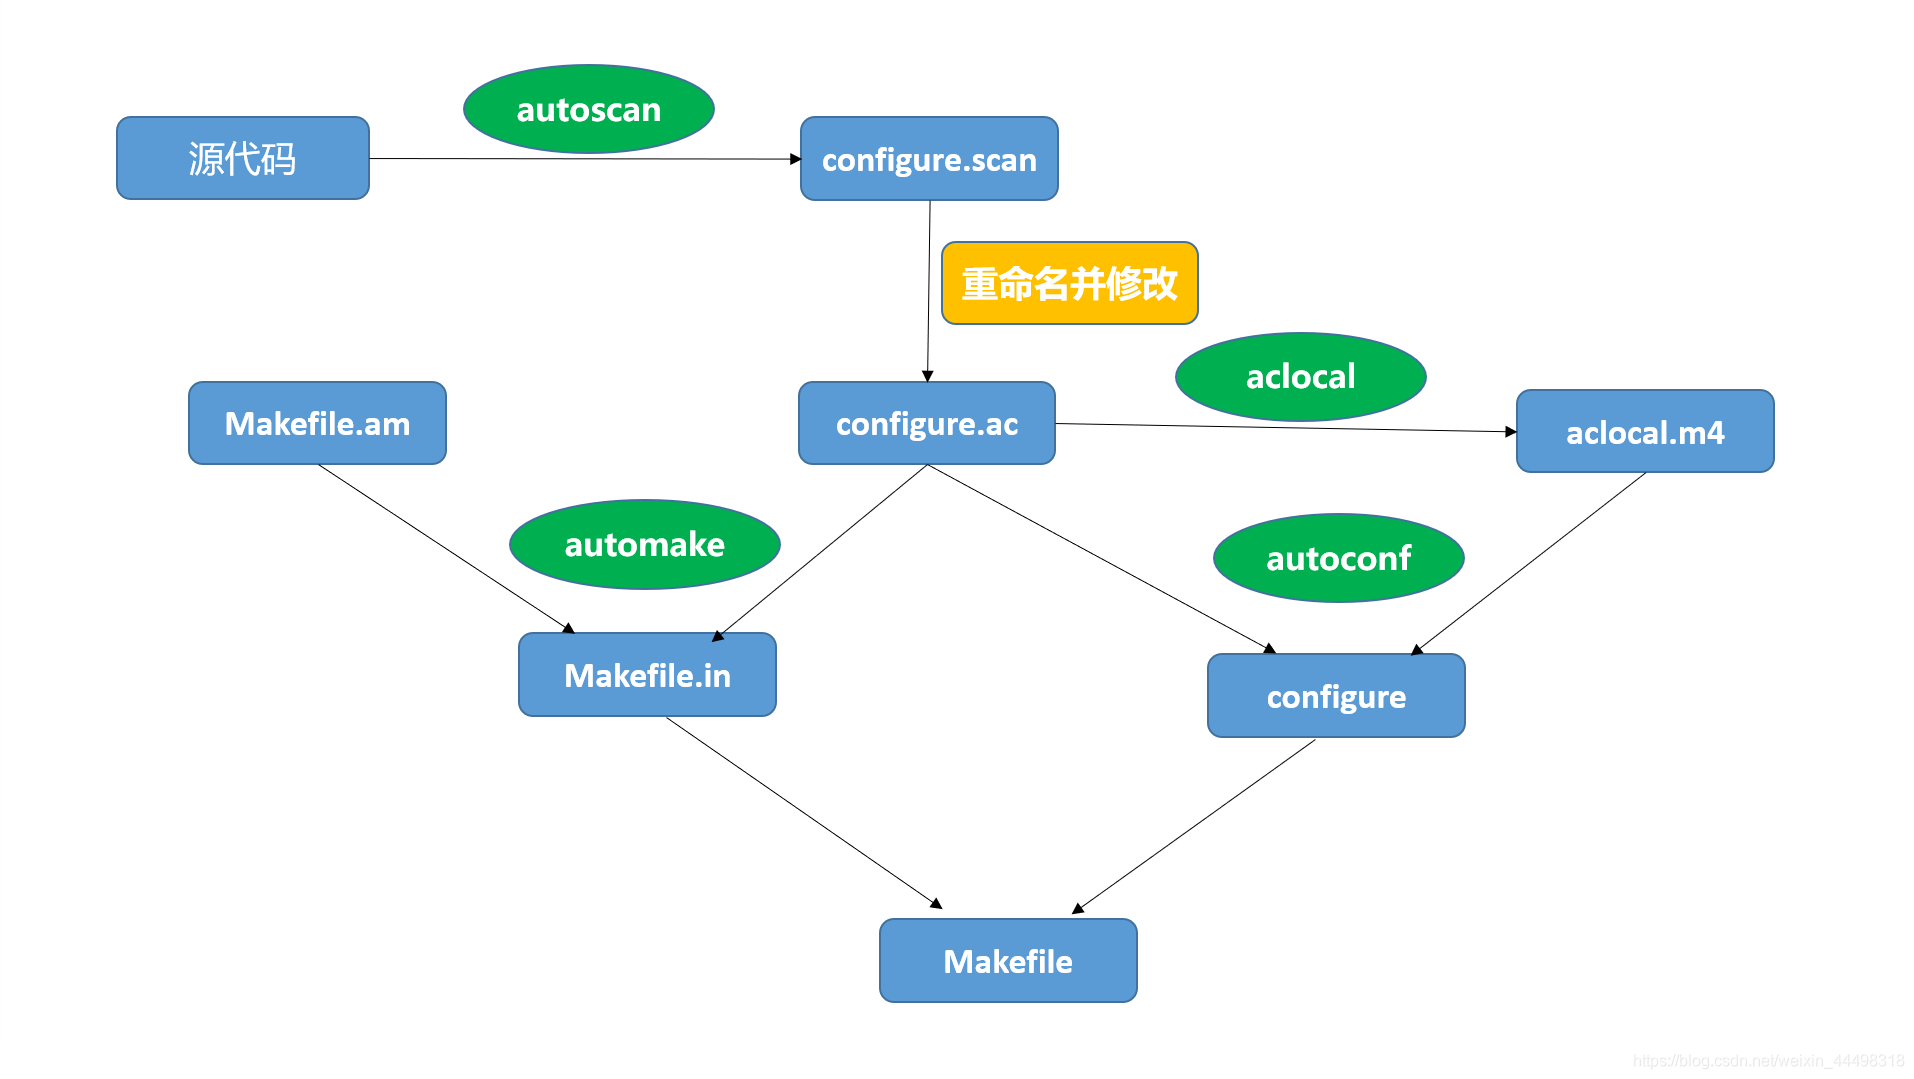 autoscan
源代码
configure.scan
重命名并修改
aclocal
Makefile.am
configure.ac
aclocal.m4
automake
autoconf
Makefile.in
configure
Makefile
https://blog.csdn.net/weixin_44498318